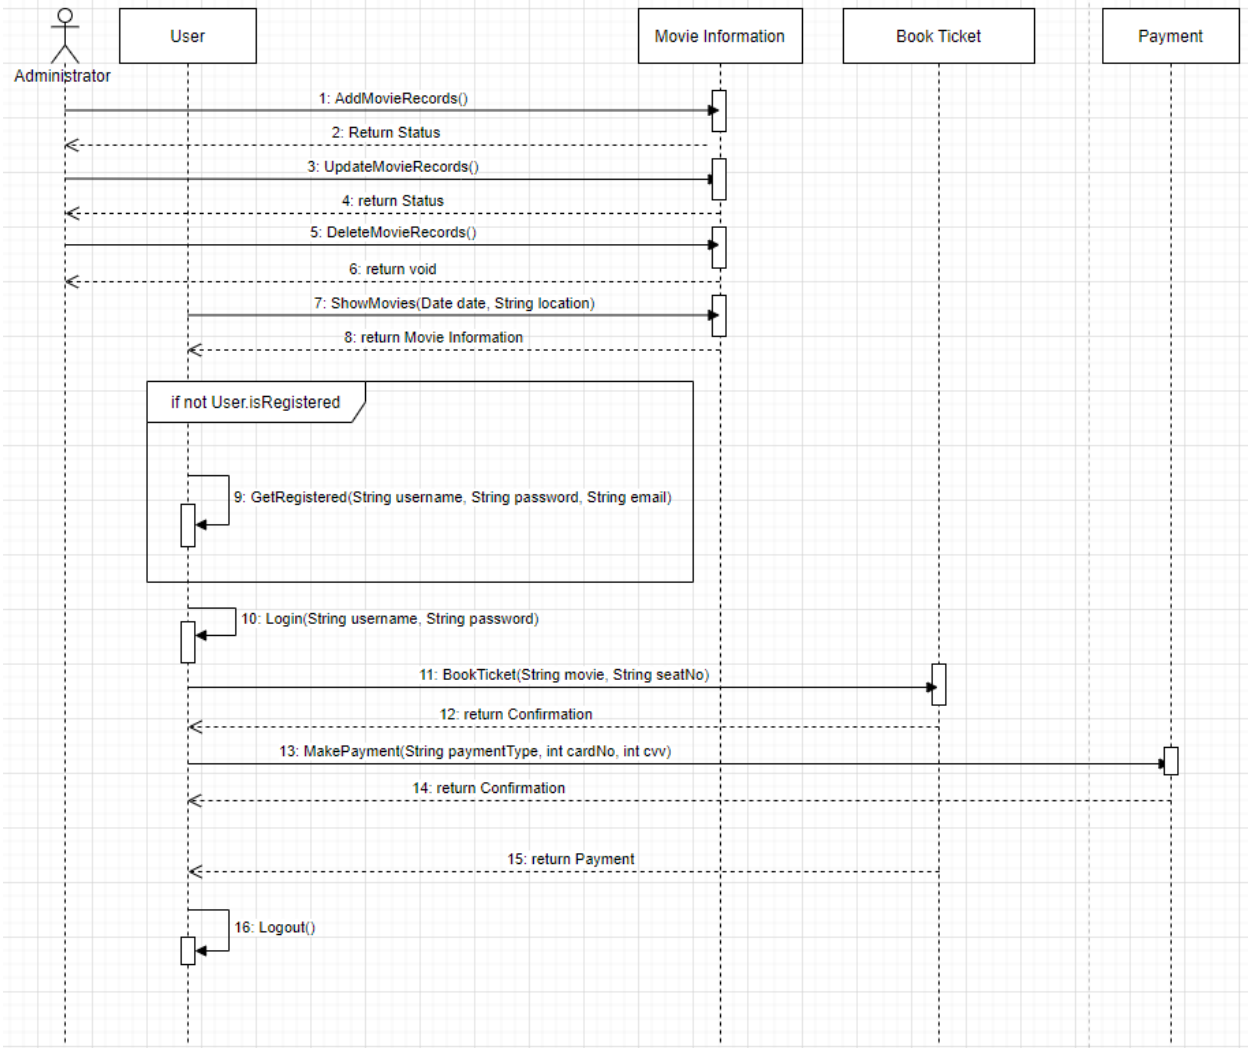 User
Movie Information
Book Ticket
Payment
Administrator
1: AddMovieRecords()
2: Return Status
3: UpdateMovieRecords()
4: return Status
5: DeleteMovieRecords()
6: return void
7: ShowMovies(Date date, String location)
8: return Movie Information
if not User.isRegistered
9: GetRegistered(String username, String password, String email)
10: Login(String username, String password)
11: BookTicket(String movie, String seatNo)
12: return Confirmation
13: MakePayment(String paymentType, int cardNo, int cvv)
14: return Confirmation
15: return Payment
16: Logout()